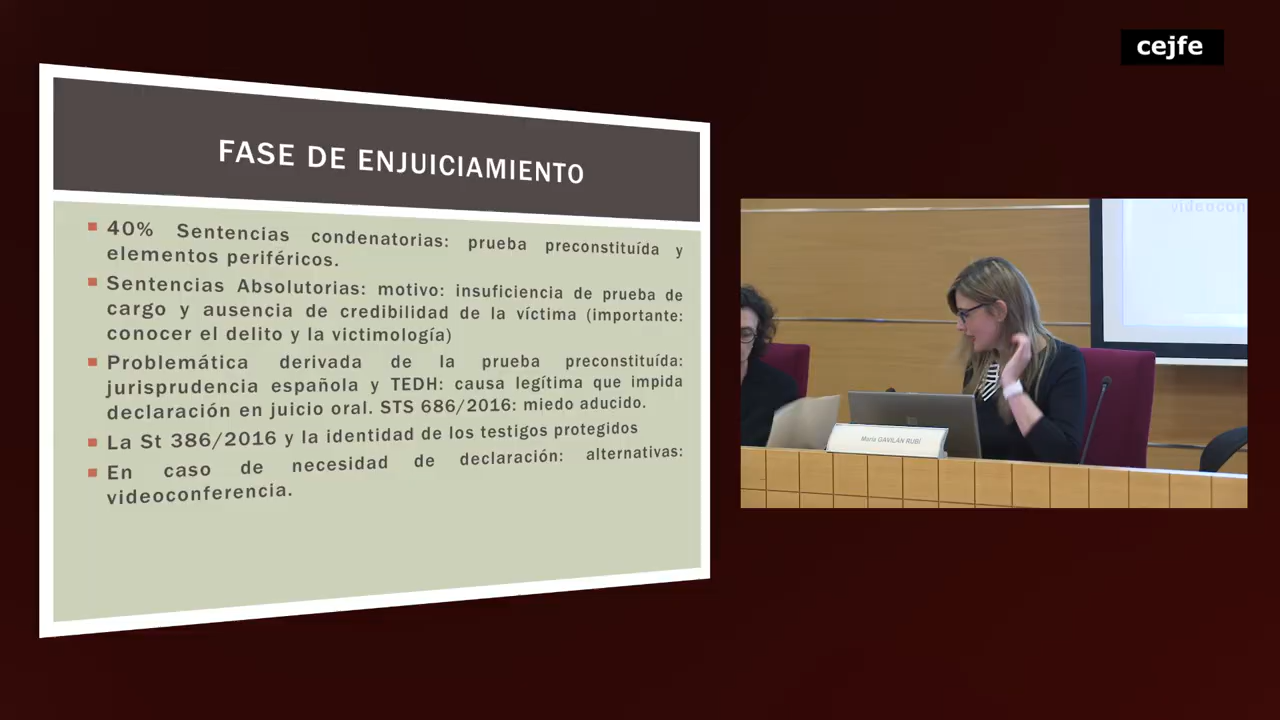 cejfe
FASE DE ENJUICIAMIENTO
40% Sentencias condenatorias: prueba preconstituída y
elementos periféricos.
Sentencias Absolutorias: motivo: insuficiencia de prueba de
cargo y ausencia de credibilidad de la víctima (importante:
conocer el delito y la victimología)
Problemática derivada de la prueba preconstituída:
jurisprudencia española y TEDH: causa legítima que impida
declaración en juicio oral. STS 686/2016: miedo aducido.
La St 386/2016 y la identidad de los testigos protegidos
En caso de necesidad de declaración: alternativas:
videoconferencia.
videocon
María GAVILÁN RUBÍ